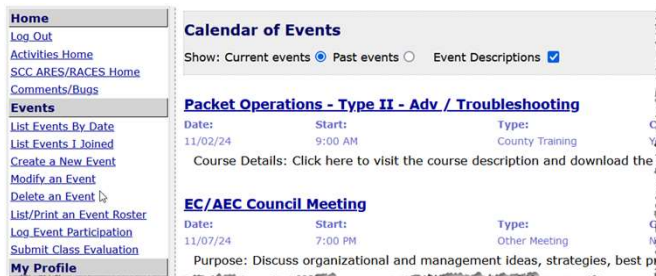 Home
Log Out
Activities Home
SCC ARES/RACES Home
Comments/Bugs
Events
List Events By Date
List Events I Joined
Create a New Event
Modify an Event
Delete an Event
List/Print an Event Roster
Log Event Participation
Submit Class Evaluation
My Profile
Calendar of Events
Show: Current events Past events Event Descriptions
Packet Operations - Type II - Adv / Troubleshooting
Date: Start: Type:
11/02/24 9:00 AM County Training
Course Details: Click here to visit the course description and download the
EC/AEC Council Meeting
Date: Start: Type:
11/07/24 7:00 PM Other Meeting
Purpose: Discuss organizational and management ideas, strategies, best